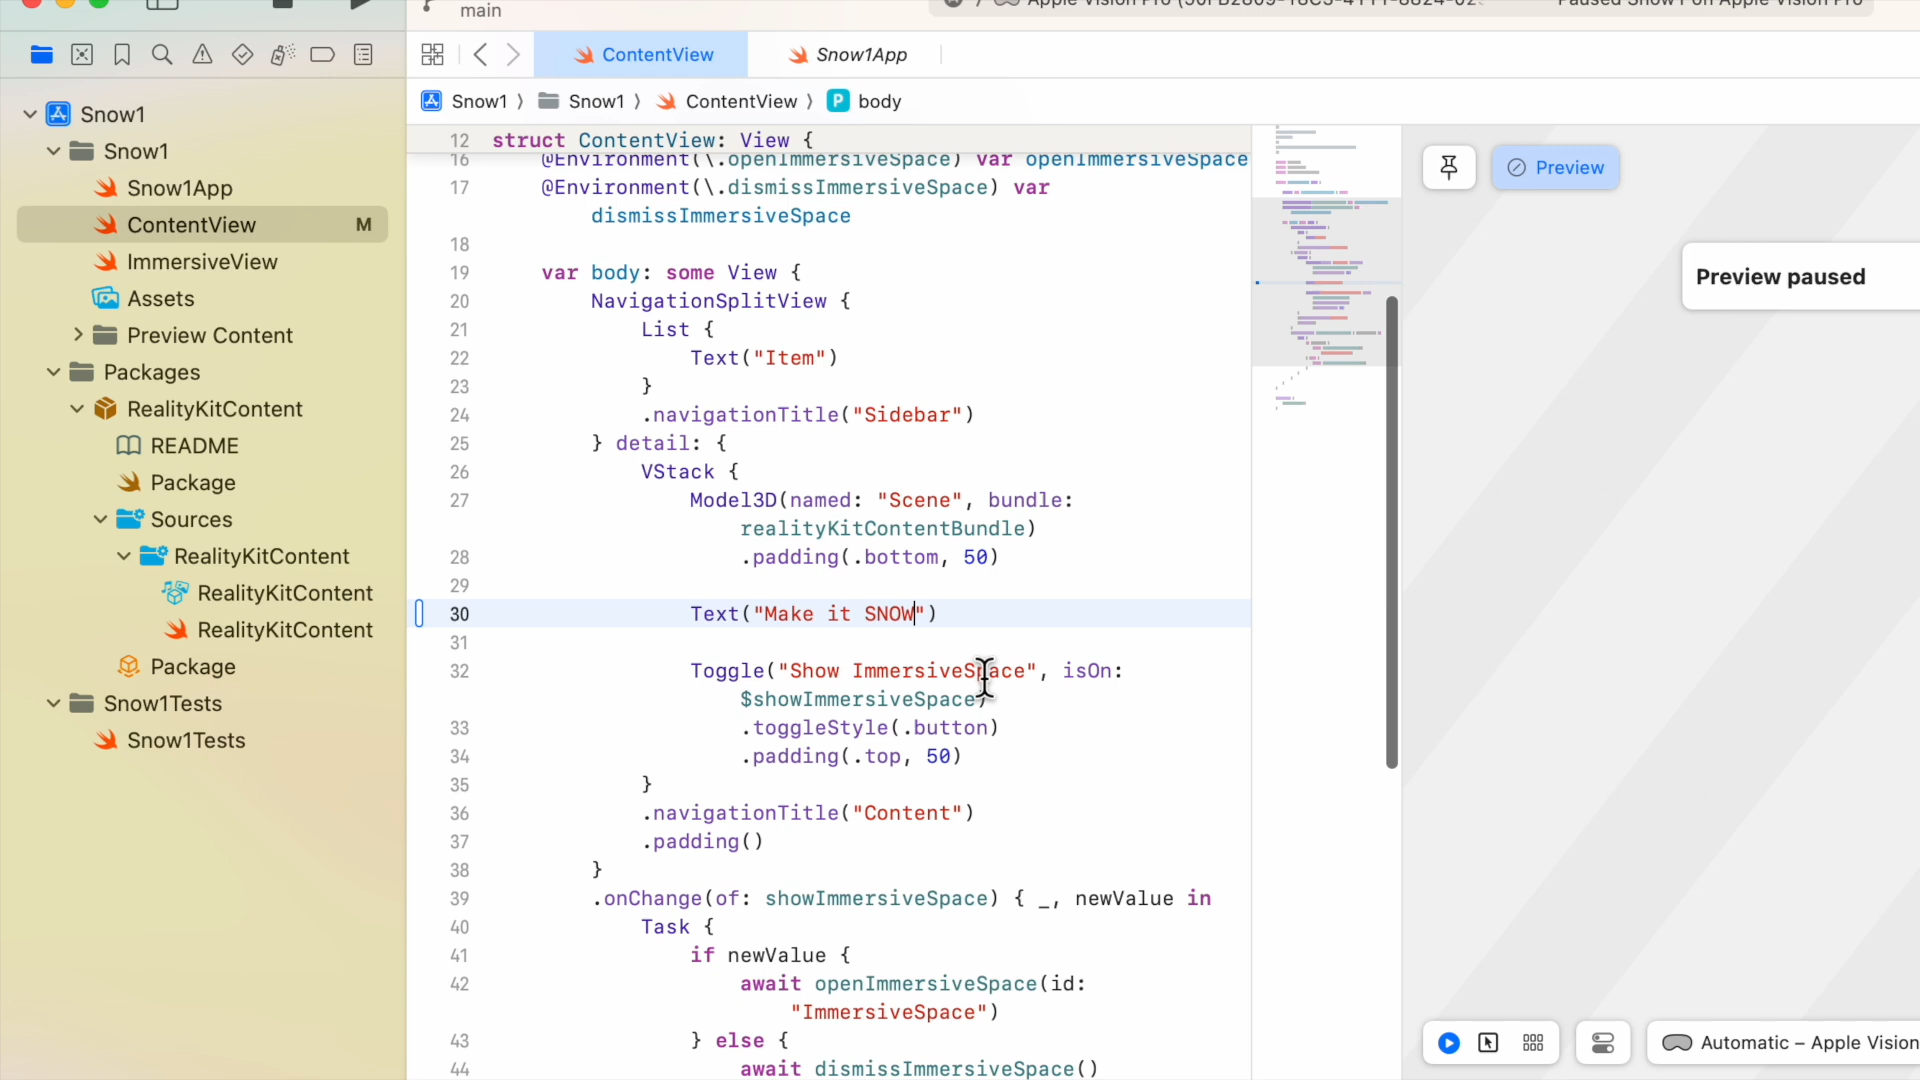 main
ContentView
Snow1App
Snow1 ⟩ Snow1 ⟩ ContentView ⟩ P body
Snow1
Snow1
Snow1App
ContentView M
ImmersiveView
Assets
Preview Content
Packages
RealityKitContent
README
Package
Sources
RealityKitContent
RealityKitContent
RealityKitContent
Package
Snow1Tests
Snow1Tests
12 struct ContentView: View {
16 @Environment(\.openImmersiveSpace) var openImmersiveSpace
17 @Environment(\.dismissImmersiveSpace) var
dismissImmersiveSpace
18
19 var body: some View {
20 NavigationSplitView {
21 List {
22 Text("Item")
23 }
24 .navigationTitle("Sidebar")
25 } detail: {
26 VStack {
27 Model3D(named: "Scene", bundle:
realityKitContentBundle)
28 .padding(.bottom, 50)
29
30 Text("Make it SNOW")
31
32 Toggle("Show ImmersiveSpace", isOn:
$showImmersiveSpace)
33 .toggleStyle(.button)
34 .padding(.top, 50)
35 }
36 .navigationTitle("Content")
37 .padding()
38 }
39 .onChange(of: showImmersiveSpace) { _, newValue in
40 Task {
41 if newValue {
42 await openImmersiveSpace(id:
"ImmersiveSpace")
43 } else {
44 await dismissImmersiveSpace()
Preview
Preview paused
Automatic – Apple Vision